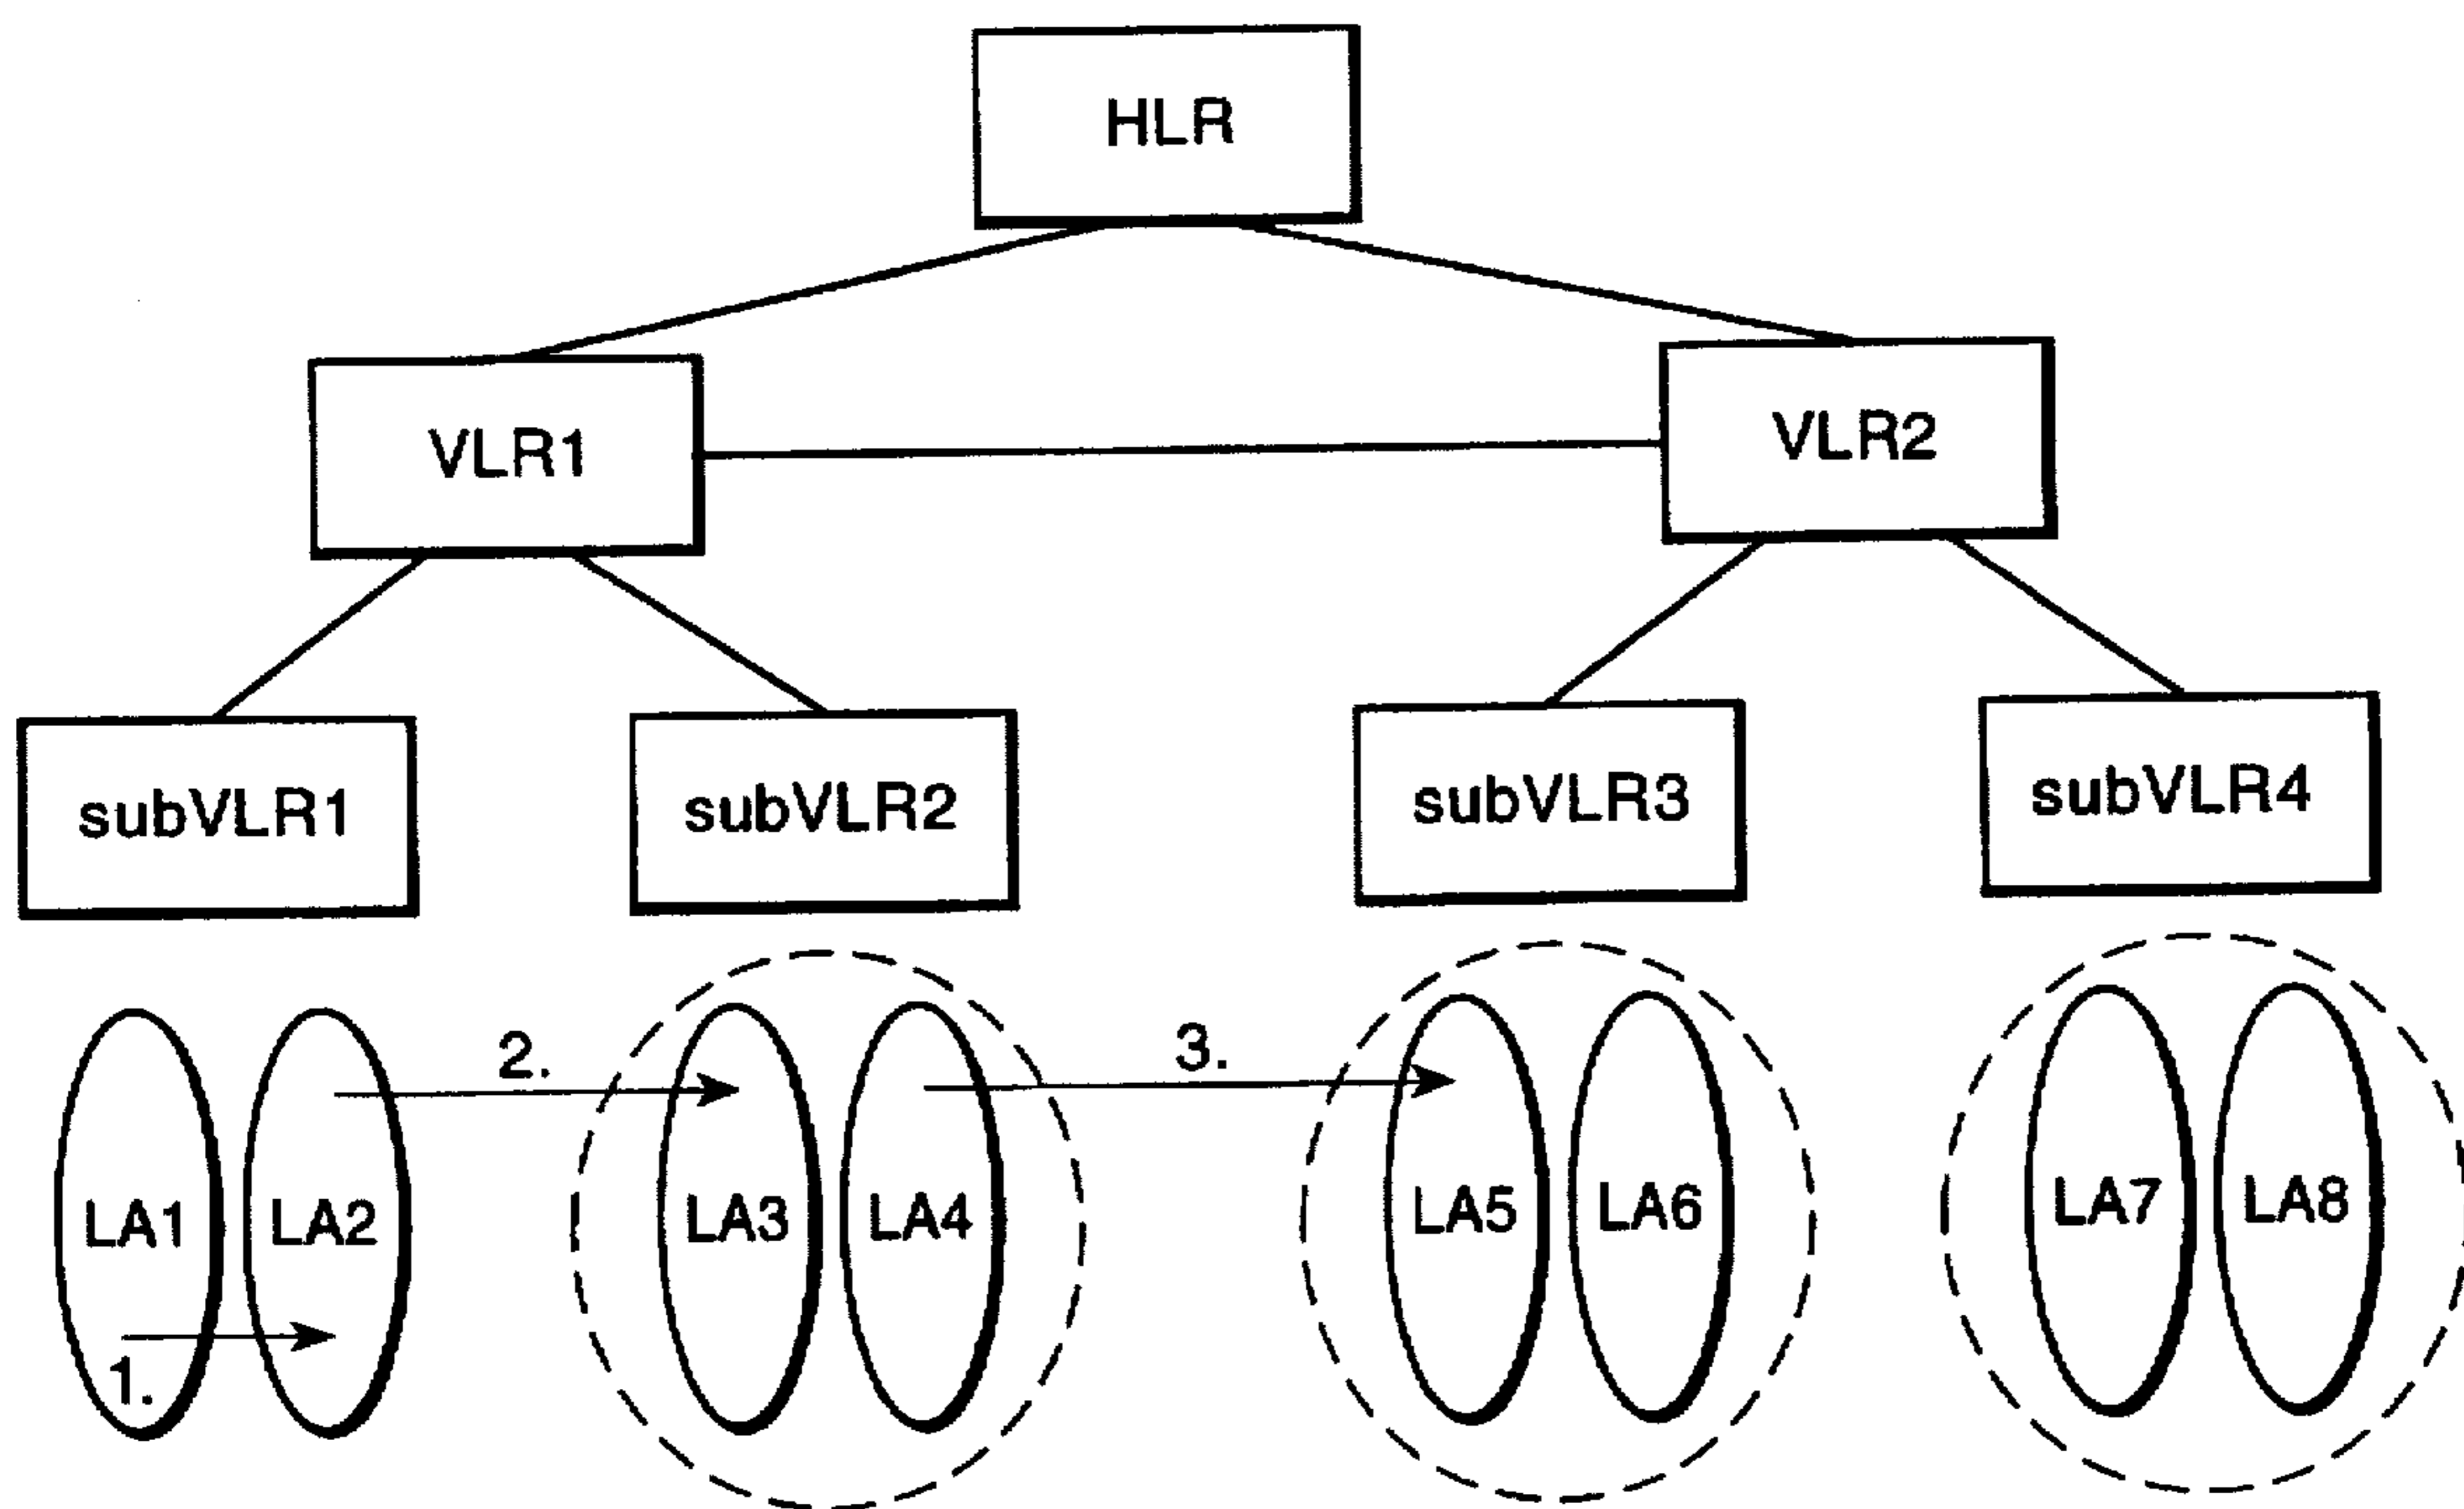 HLR
VLR1
VLR2
subVLR1
subVLR2
subVLR3
subVLR4
2.
3.
LA1
LA2
LA3
LA4
LA5
LA6
LA7
LA8
1.